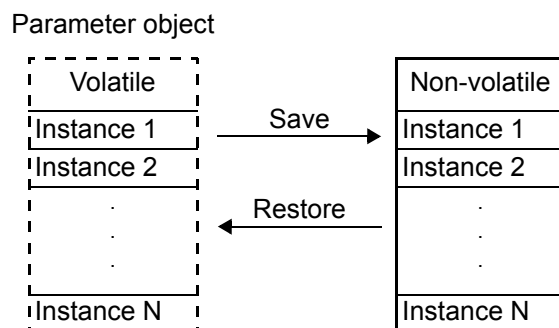 Parameter object
Volatile
Non-volatile
Instance 1
Save
Instance 1
Instance 2
Instance 2
.
.
.
Restore
.
.
.
Instance N
Instance N